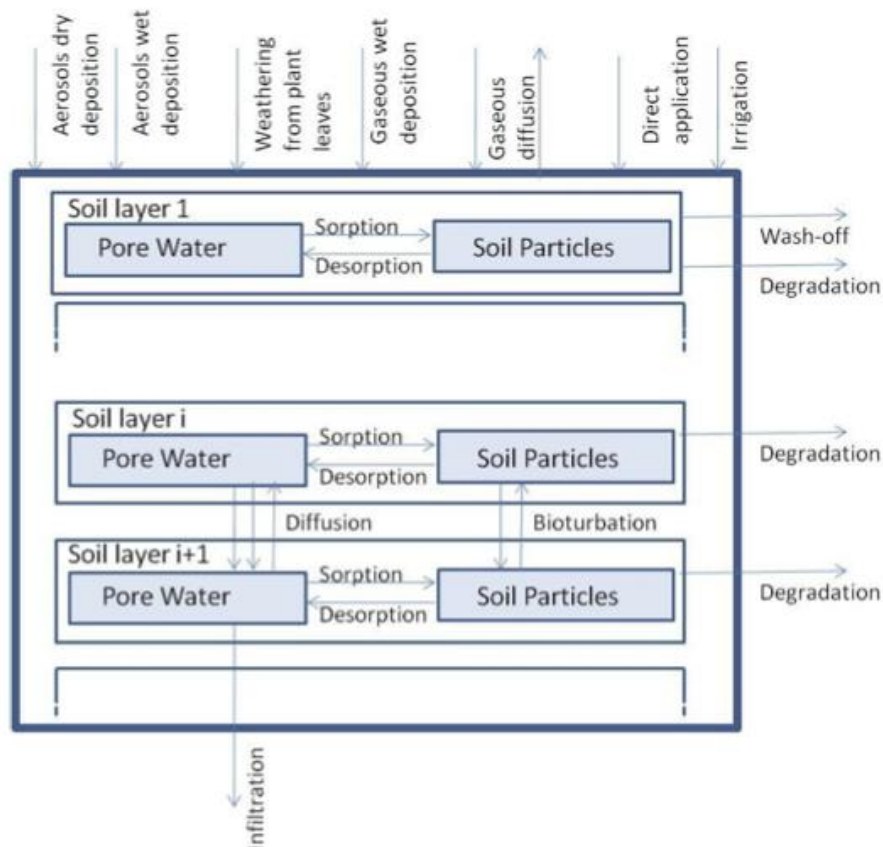 Aerosols dry
deposition
Aerosols wet
deposition
Weathering
from plant
leaves
Gaseous wet
deposition
Gaseous
diffusion
Direct
application
Irrigation
Soil layer 1
Pore Water
Sorption
Desorption
Soil Particles
Wash-off
Degradation
Soil layer i
Pore Water
Sorption
Desorption
Soil Particles
Degradation
Diffusion
Bioturbation
Soil layer i+1
Pore Water
Sorption
Desorption
Soil Particles
Degradation
Infiltration